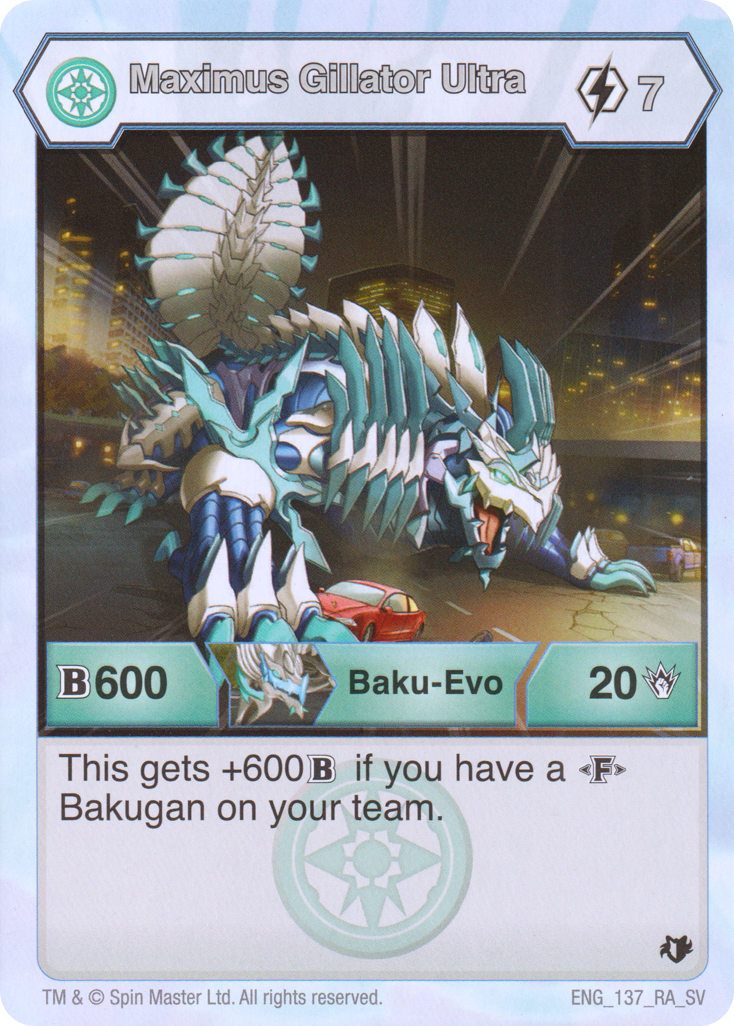 Maximus Gillator Ultra
7
B 600
Baku-Evo
20
This gets +600B if you have a <F>
Bakugan on your team.
TM & © Spin Master Ltd. All rights reserved.
ENG_137_RA_SV